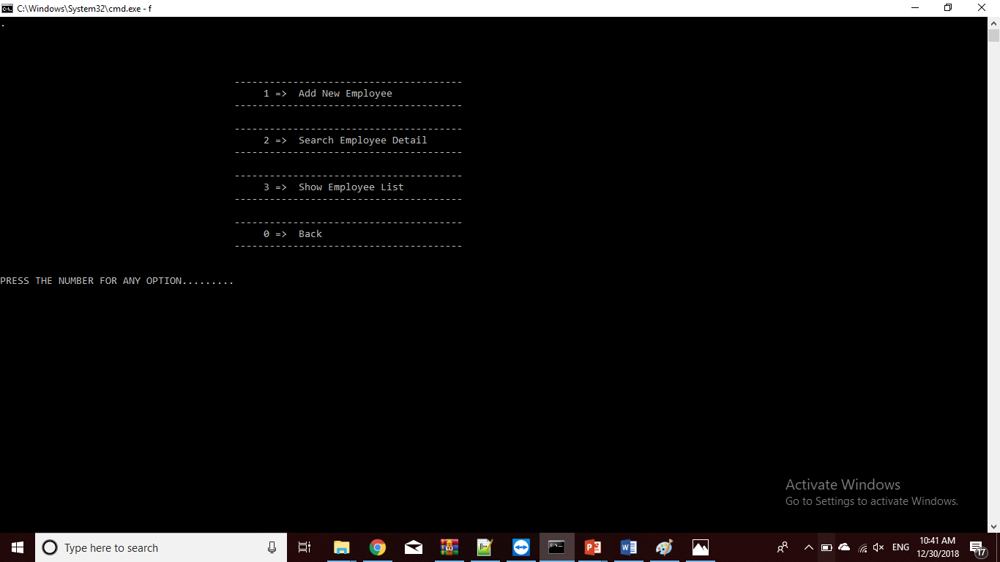 C:\Windows\System32\cmd.exe - f
.
---------------------------------------
1 => Add New Employee
---------------------------------------
---------------------------------------
2 => Search Employee Detail
---------------------------------------
---------------------------------------
3 => Show Employee List
---------------------------------------
---------------------------------------
0 => Back
---------------------------------------
PRESS THE NUMBER FOR ANY OPTION.........
Activate Windows
Go to Settings to activate Windows.
Type here to search
ENG
10:41 AM
12/30/2018
17